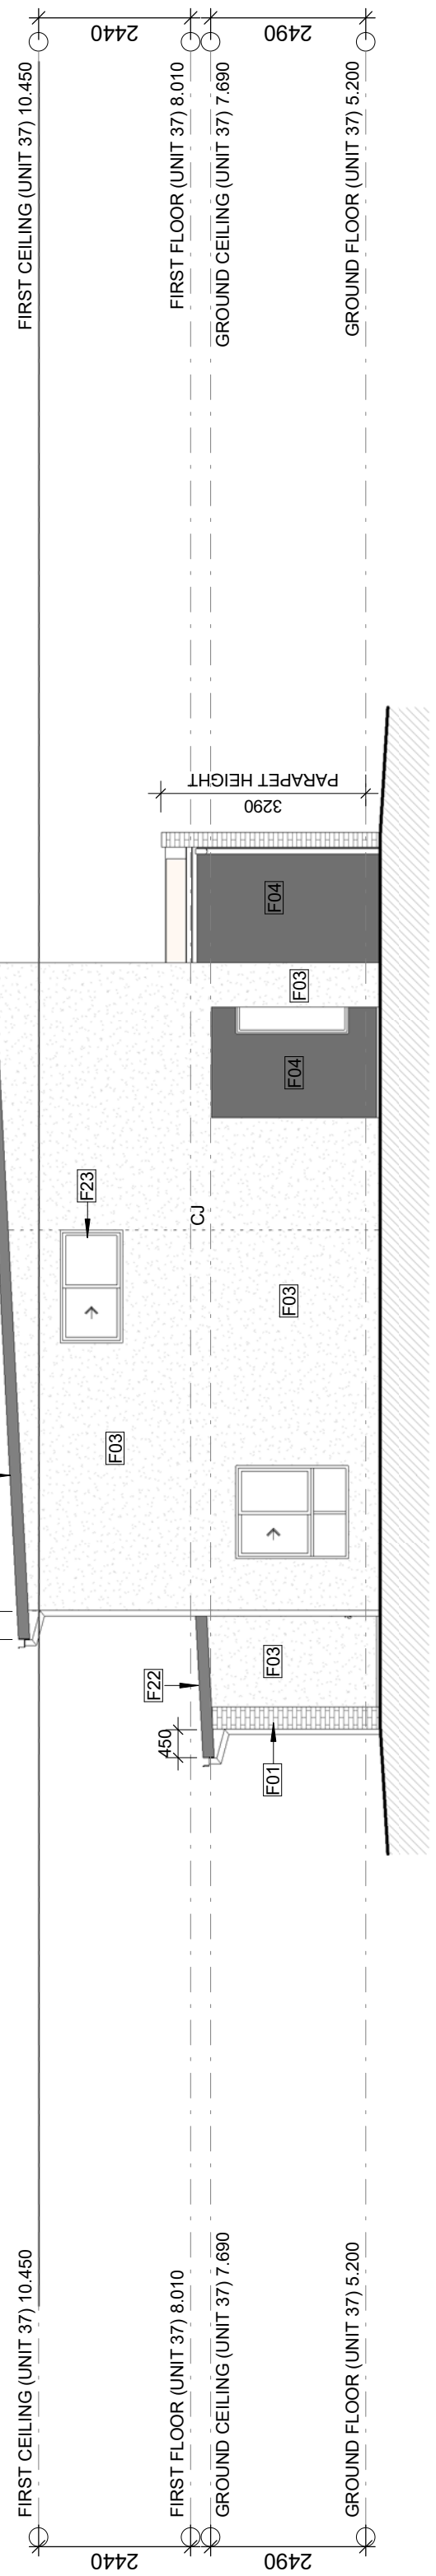 FIRST CEILING (UNIT 37) 10.450
FIRST CEILING (UNIT 37) 10.450
2440
2440
FIRST FLOOR (UNIT 37) 8.010
FIRST FLOOR (UNIT 37) 8.010
GROUND CEILING (UNIT 37) 7.690
GROUND CEILING (UNIT 37) 7.690
2490
2490
GROUND FLOOR (UNIT 37) 5.200
GROUND FLOOR (UNIT 37) 5.200
F23
F03
CJ
F22
450
F03
F01
F03
F04
F03
F04
3290
PARAPET HEIGHT